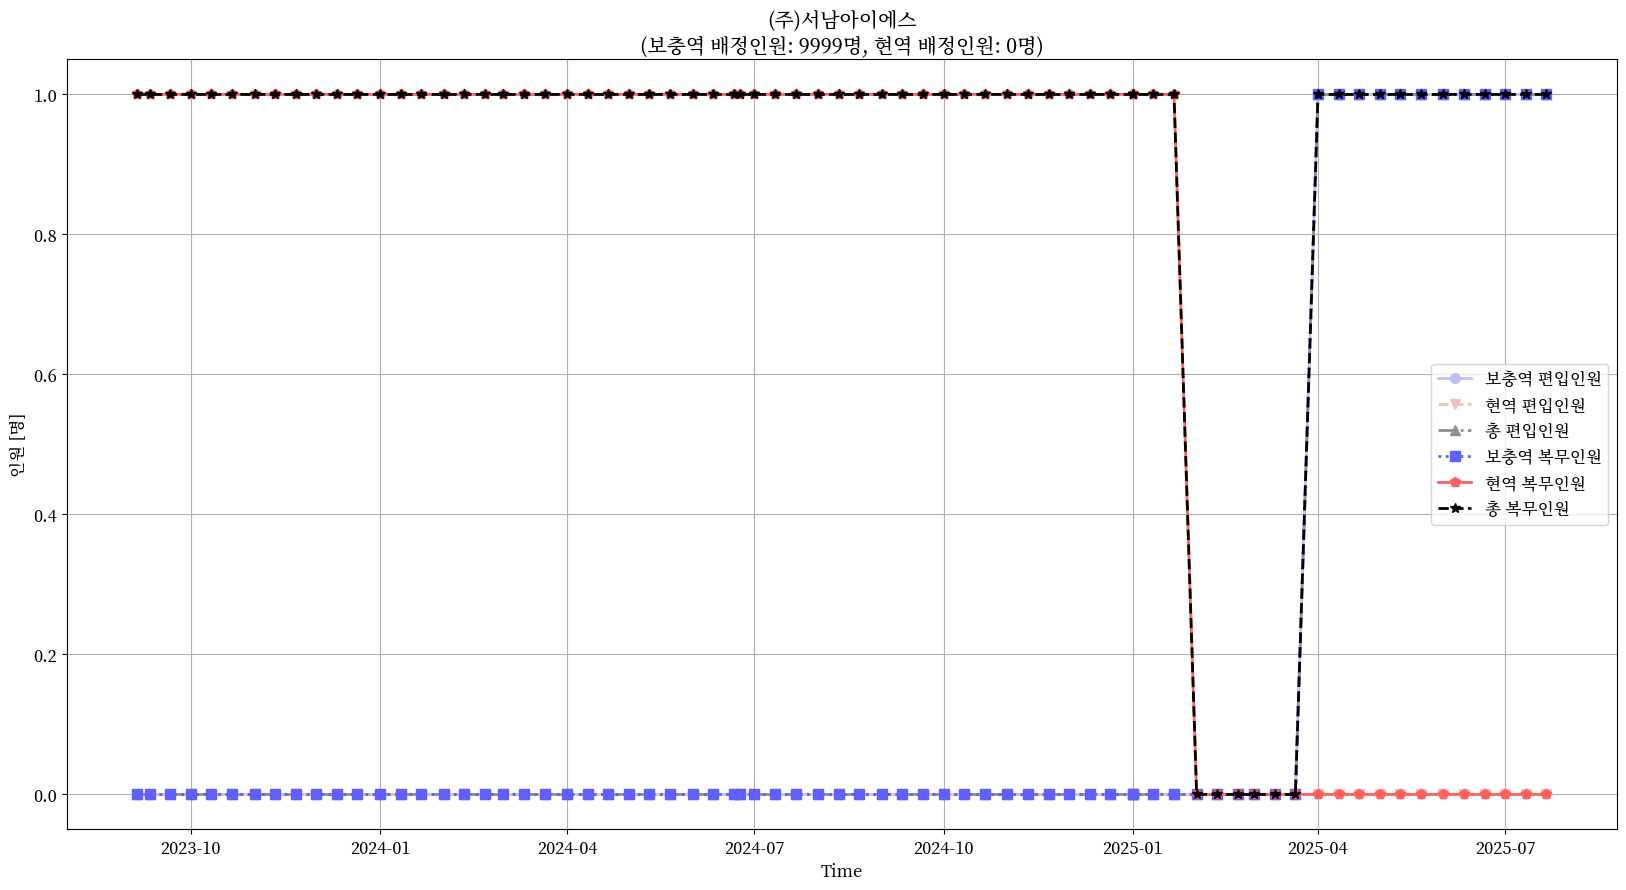 (주)서남아이에스
(보충역 배정인원: 9999명, 현역 배정인원: 0명)
1.0
0.8
0.6
0.4
0.2
0.0
인원 [명]
보충역 편입인원
현역 편입인원
총 편입인원
보충역 복무인원
현역 복무인원
총 복무인원
2023-10
2024-01
2024-04
2024-07
2024-10
2025-01
2025-04
2025-07
Time